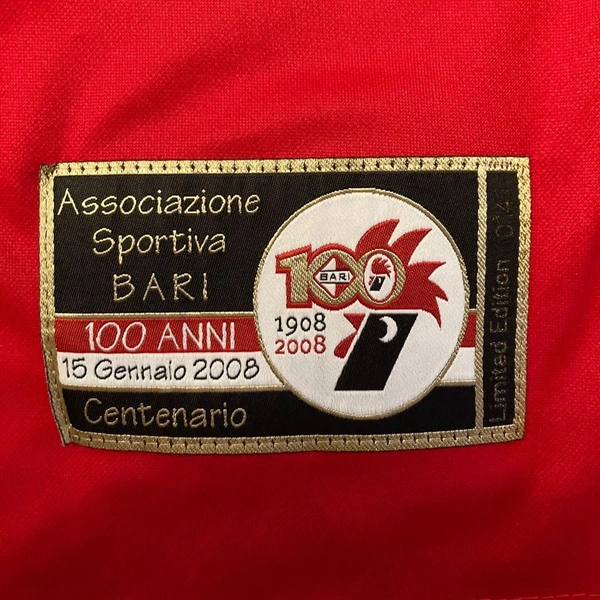 Associazione
Sportiva
BARI
100 ANNI
15 Gennaio 2008
Centenario
100
BARI
1908
2008
Limited Edition